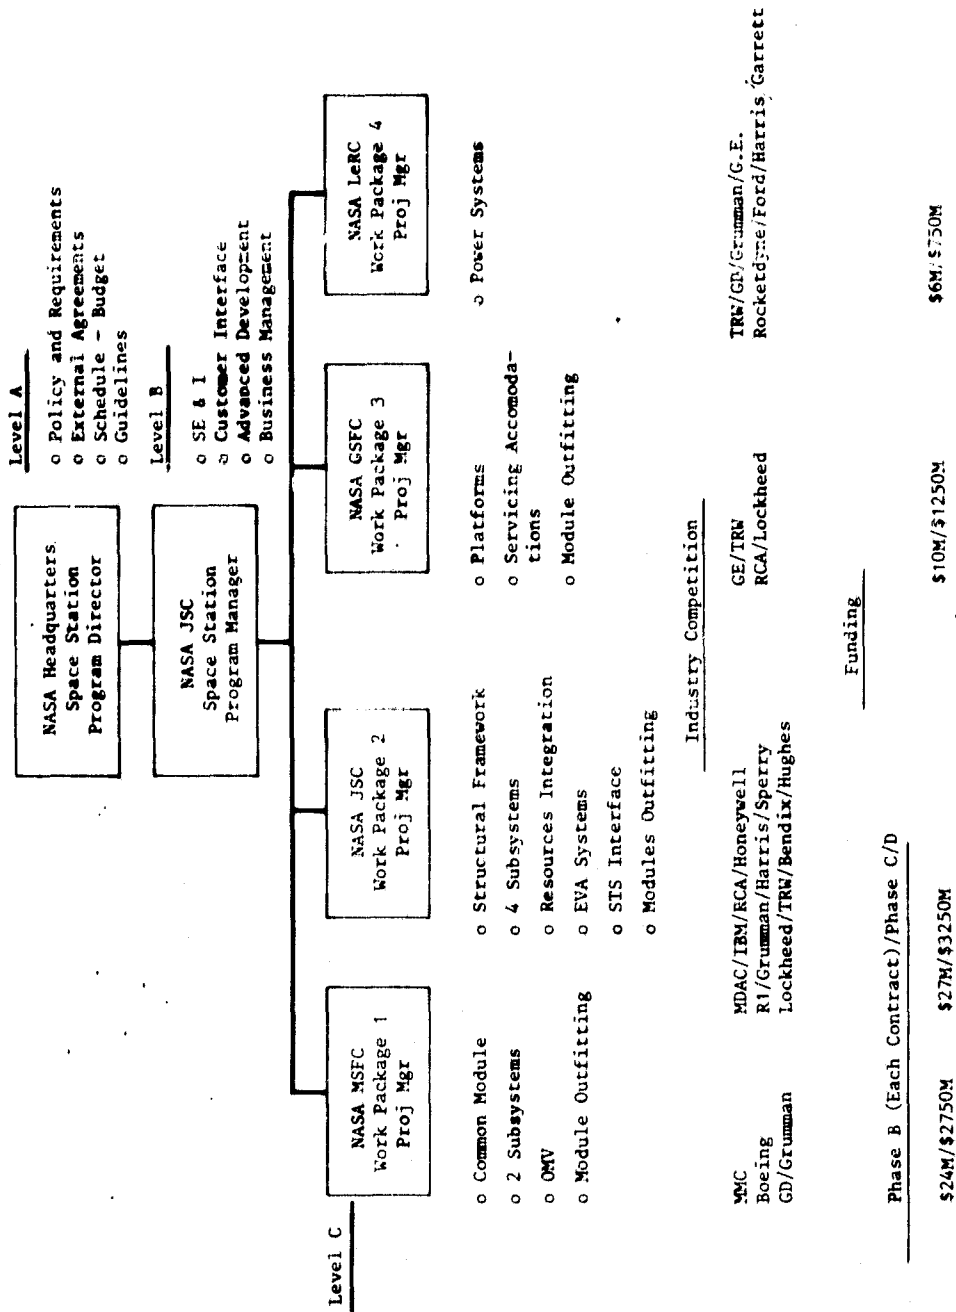 NASA Headquarters
Space Station
Program Director
Level A
o Policy and Requirements
o External Agreements
o Schedule - Budget
o Guidelines
NASA JSC
Space Station
Program Manager
Level B
o SE & I
o Customer Interface
o Advanced Development
o Business Management
Level C
NASA MSFC
Work Package 1
Proj Mgr
NASA JSC
Work Package 2
Proj Mgr
NASA GSFC
Work Package 3
Proj Mgr
NASA LeRC
Work Package 4
Proj Mgr
o Common Module
o 2 Subsystems
o OMV
o Module Outfitting
o Structural Framework
o 4 Subsystems
o Resources Integration
o EVA Systems
o STS Interface
o Modules Outfitting
o Platforms
o Servicing Accomoda-
tions
o Module Outfitting
o Power Systems
Industry Competition
MMC
Boeing
GD/Grumman
MDAC/IBM/RCA/Honeywell
RI/Grumman/Harris/Sperry
Lockheed/TRW/Bendix/Hughes
GE/TRW
RCA/Lockheed
TRW/GD/Grumman/G.E.
Rocketdyne/Ford/Harris/Garrett
Funding
Phase B (Each Contract)/Phase C/D
$24M/$2750M
$27M/$3250M
$10M/$1250M
$6M/$750M